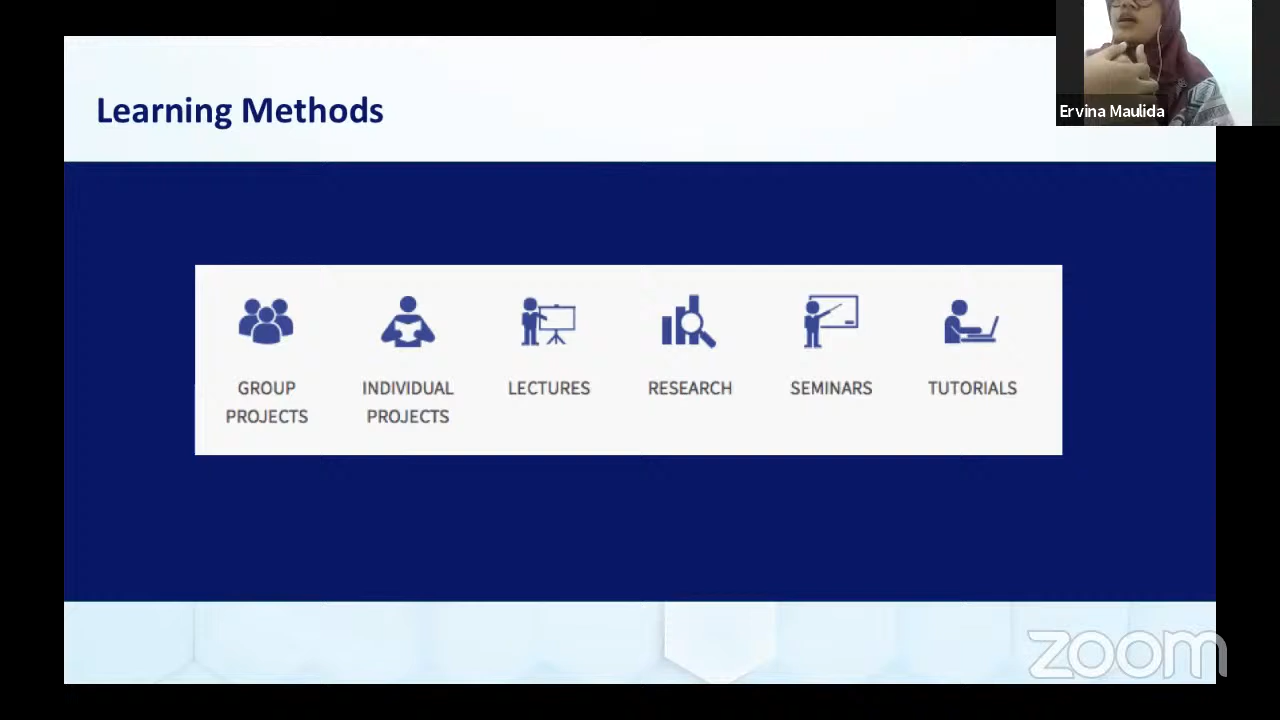 Learning Methods
Ervina Maulida
GROUP
PROJECTS
INDIVIDUAL
PROJECTS
LECTURES
RESEARCH
SEMINARS
TUTORIALS
zoom